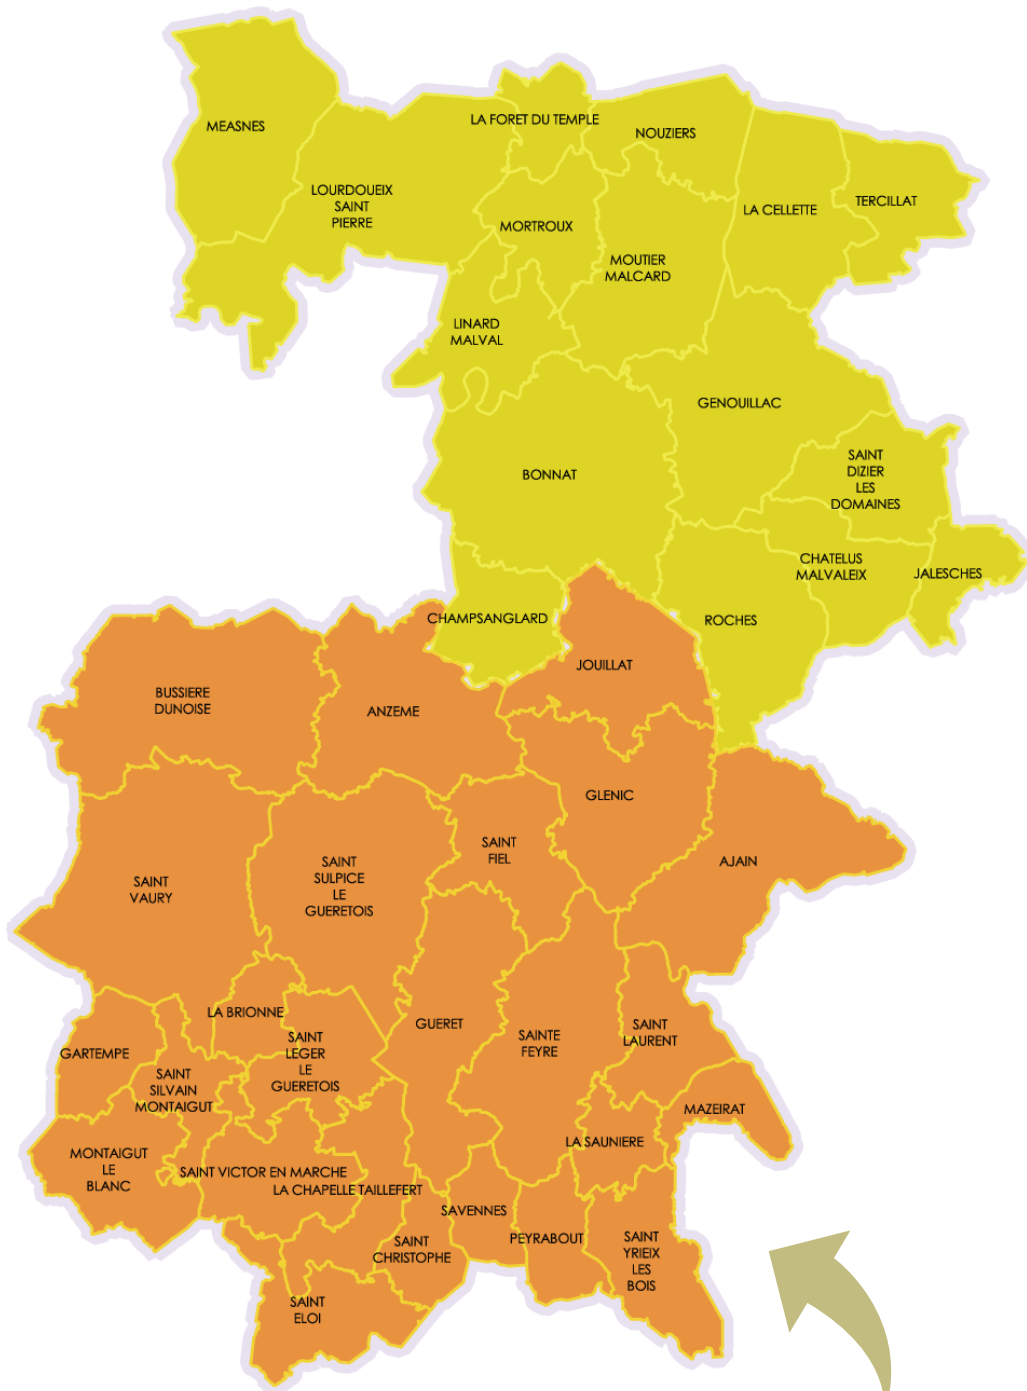 MEASNES
LA FORET DU TEMPLE
NOUZIERS
LOURDOUEIX
SAINT
PIERRE
MORTROUX
LA CELLETTE
TERCILLAT
MOUTIER
MALCARD
LINARD
MALVAL
GENOUILLAC
BONNAT
SAINT
DIZIER
LES
DOMAINES
CHATELUS
MALVALEIX
JALESCHES
CHAMPSANGLARD
ROCHES
JOUILLAT
BUSSIERE
DUNOISE
ANZEME
GLENIC
SAINT
FIEL
AJAIN
SAINT
VAURY
SAINT
SULPICE
LE
GUERETOIS
LA BRIONNE
GUERET
SAINTE
FEYRE
SAINT
LAURENT
GARTEMPE
SAINT
LEGER
LE
GUERETOIS
SAINT
SILVAIN
MONTAIGUT
MAZEIRAT
LA SAUNIERE
MONTAIGUT
LE
BLANC
SAINT VICTOR EN MARCHE
LA CHAPELLE TAILLEFERT
SAVENNES
PEYRABOUT
SAINT
CHRISTOPHE
SAINT
YRIEIX
LES
BOIS
SAINT
ELOI